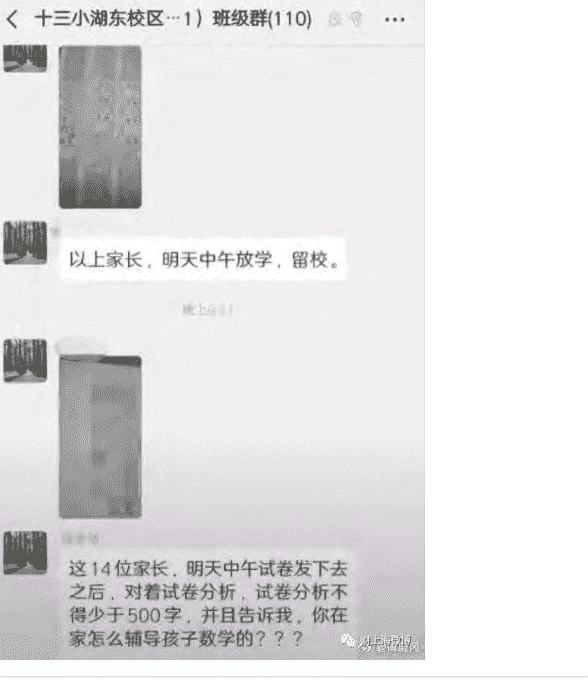 十三小湖东校区…1）班级群(110)
以上家长，明天中午放学，留校。
这14位家长，明天中午试卷发下去
之后，对着试卷分析，试卷分析不
得少于500字，并且告诉我，你在
家怎么辅导孩子数学的？？？